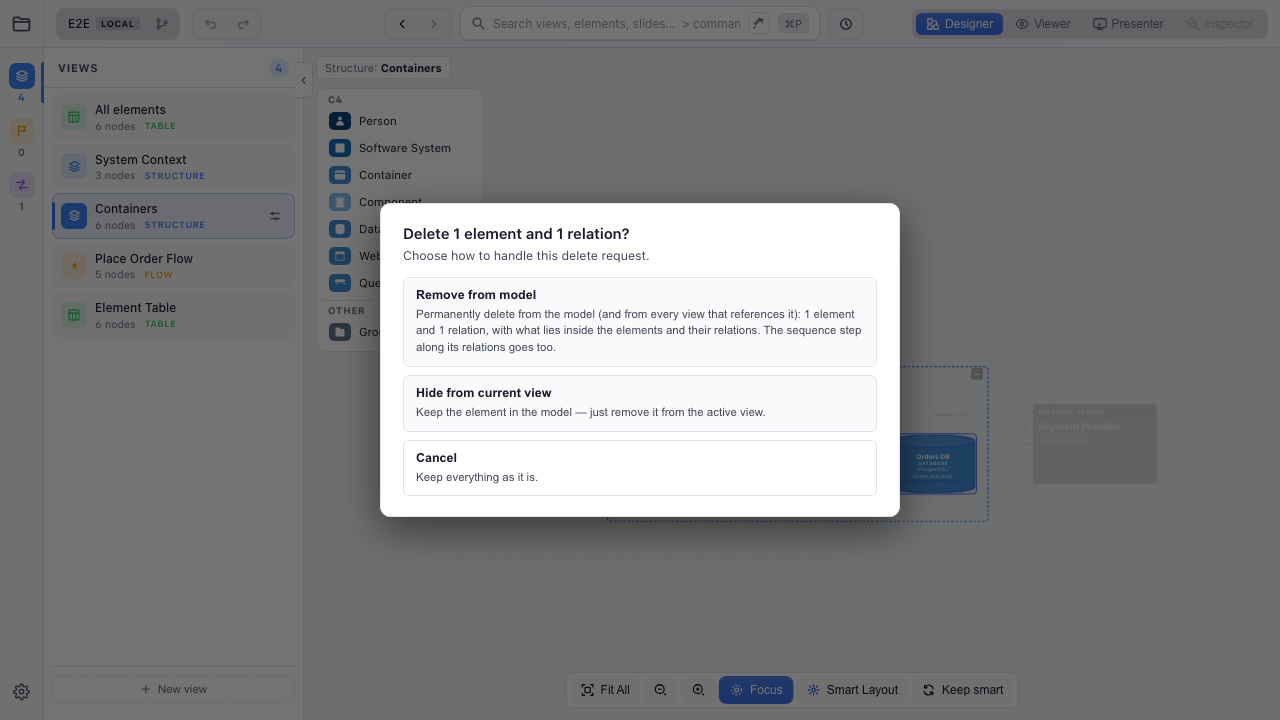 E2E LOCAL
Search views, elements, slides... > comman
⌘P
Designer
Viewer
Presenter
Inspector
VIEWS
4
Structure: Containers
4
0
1
All elements
6 nodes TABLE
System Context
3 nodes STRUCTURE
Containers
6 nodes STRUCTURE
Place Order Flow
5 nodes FLOW
Element Table
6 nodes TABLE
New view
C4
Person
Software System
Container
Component
Data
Web
Que
OTHER
Gro
Delete 1 element and 1 relation?
Choose how to handle this delete request.
Remove from model
Permanently delete from the model (and from every view that references it): 1 element
and 1 relation, with what lies inside the elements and their relations. The sequence step
along its relations goes too.
Hide from current view
Keep the element in the model — just remove it from the active view.
Cancel
Keep everything as it is.
Orders DB
DATABASE
[PostgreSQL]
EXTERNAL SYSTEM
Payment Provider
Fit All
Focus
Smart Layout
Keep smart